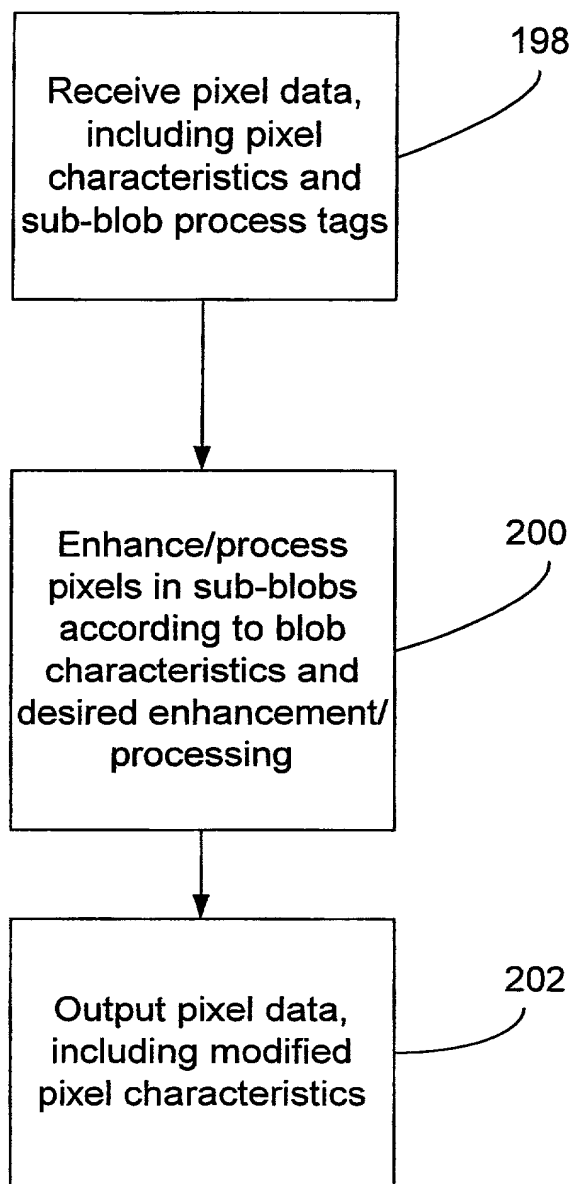 198
Receive pixel data,
including pixel
characteristics and
sub-blob process tags
200
Enhance/process
pixels in sub-blobs
according to blob
characteristics and
desired enhancement/
processing
202
Output pixel data,
including modified
pixel characteristics